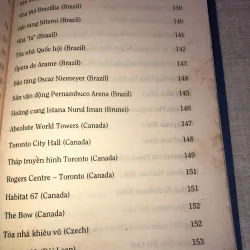 Nhà thờ Brasillia (Brazil) 139
Bảo tàng Niteroi (Brazil) 140
Nhà "lá" (Brazil) 141
Tòa nhà Quốc hội (Brazil) 142
Opera de Arame (Brazil) 143
Bảo tàng Oscar Niemeyer (Brazil) 144
Sân vận động Pernambuco Arena (Brazil) 145
Hoàng cung Istana Nurul Iman (Brunei) 146
Absolute World Towers (Canada) 147
Toronto City Hall (Canada) 148
Tháp truyền hình Toronto (Canada) 149
Rogers Centre – Toronto (Canada) 150
Habitat 67 (Canada) 151
The Bow (Canada) 151
Tòa nhà khiêu vũ (Czech) 152
153